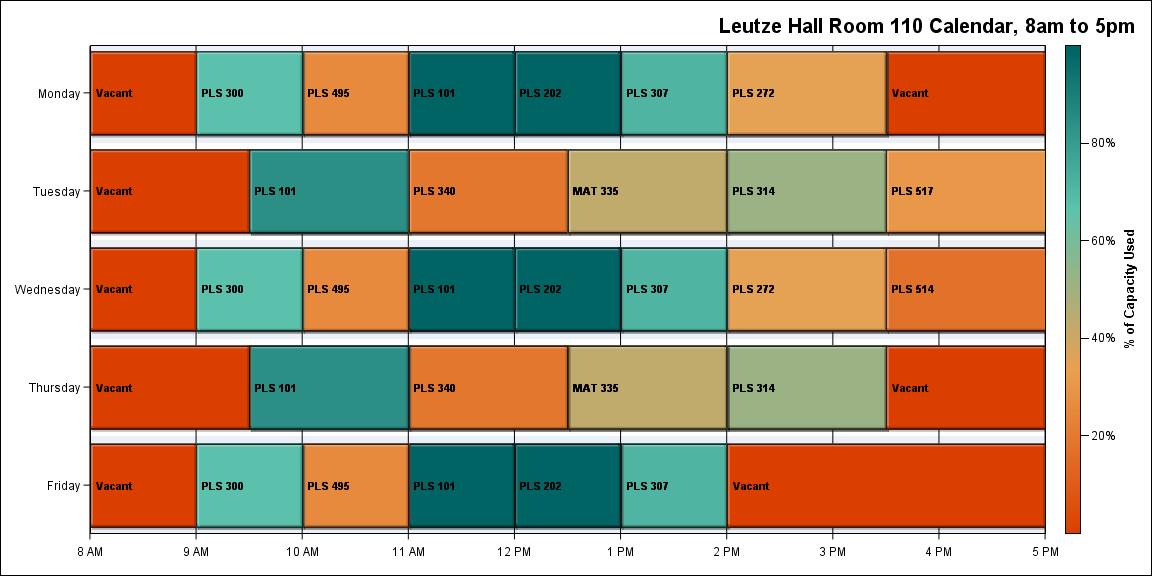 Leutze Hall Room 110 Calendar, 8am to 5pm
Monday
Vacant
PLS 300
PLS 495
PLS 101
PLS 202
PLS 307
PLS 272
Vacant
Tuesday
Vacant
PLS 101
PLS 340
MAT 335
PLS 314
PLS 517
Wednesday
Vacant
PLS 300
PLS 495
PLS 101
PLS 202
PLS 307
PLS 272
PLS 514
Thursday
Vacant
PLS 101
PLS 340
MAT 335
PLS 314
Vacant
Friday
Vacant
PLS 300
PLS 495
PLS 101
PLS 202
PLS 307
Vacant
8 AM
9 AM
10 AM
11 AM
12 PM
1 PM
2 PM
3 PM
4 PM
5 PM
80%
60%
40%
20%
% of Capacity Used